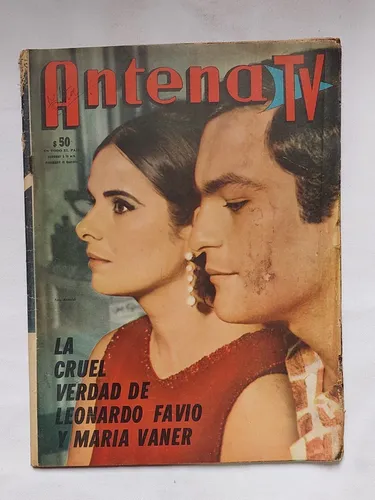 Antena TV
$ 50
LA
CRUEL
VERDAD DE
LEONARDO FAVIO
Y MARIA VANER